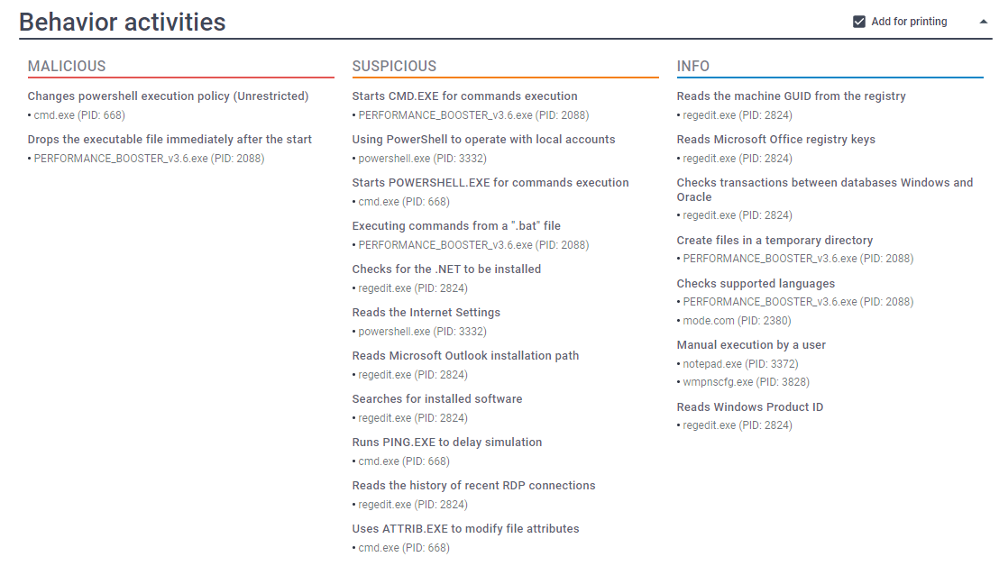 Behavior activities
Add for printing
MALICIOUS
Changes powershell execution policy (Unrestricted)
• cmd.exe (PID: 668)
Drops the executable file immediately after the start
• PERFORMANCE_BOOSTER_v3.6.exe (PID: 2088)
SUSPICIOUS
Starts CMD.EXE for commands execution
• PERFORMANCE_BOOSTER_v3.6.exe (PID: 2088)
Using PowerShell to operate with local accounts
• powershell.exe (PID: 3332)
Starts POWERSHELL.EXE for commands execution
• cmd.exe (PID: 668)
Executing commands from a ".bat" file
• PERFORMANCE_BOOSTER_v3.6.exe (PID: 2088)
Checks for the .NET to be installed
• regedit.exe (PID: 2824)
Reads the Internet Settings
• powershell.exe (PID: 3332)
Reads Microsoft Outlook installation path
• regedit.exe (PID: 2824)
Searches for installed software
• regedit.exe (PID: 2824)
Runs PING.EXE to delay simulation
• cmd.exe (PID: 668)
Reads the history of recent RDP connections
• regedit.exe (PID: 2824)
Uses ATTRIB.EXE to modify file attributes
• cmd.exe (PID: 668)
INFO
Reads the machine GUID from the registry
• regedit.exe (PID: 2824)
Reads Microsoft Office registry keys
• regedit.exe (PID: 2824)
Checks transactions between databases Windows and
Oracle
• regedit.exe (PID: 2824)
Create files in a temporary directory
• PERFORMANCE_BOOSTER_v3.6.exe (PID: 2088)
Checks supported languages
• PERFORMANCE_BOOSTER_v3.6.exe (PID: 2088)
• mode.com (PID: 2380)
Manual execution by a user
• notepad.exe (PID: 3372)
• wmpnscfg.exe (PID: 3828)
Reads Windows Product ID
• regedit.exe (PID: 2824)